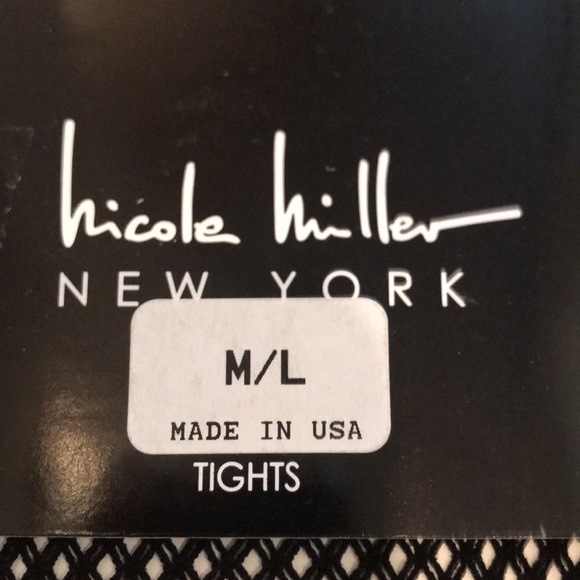 nicole miller
NEW YORK
M/L
MADE IN USA
TIGHTS